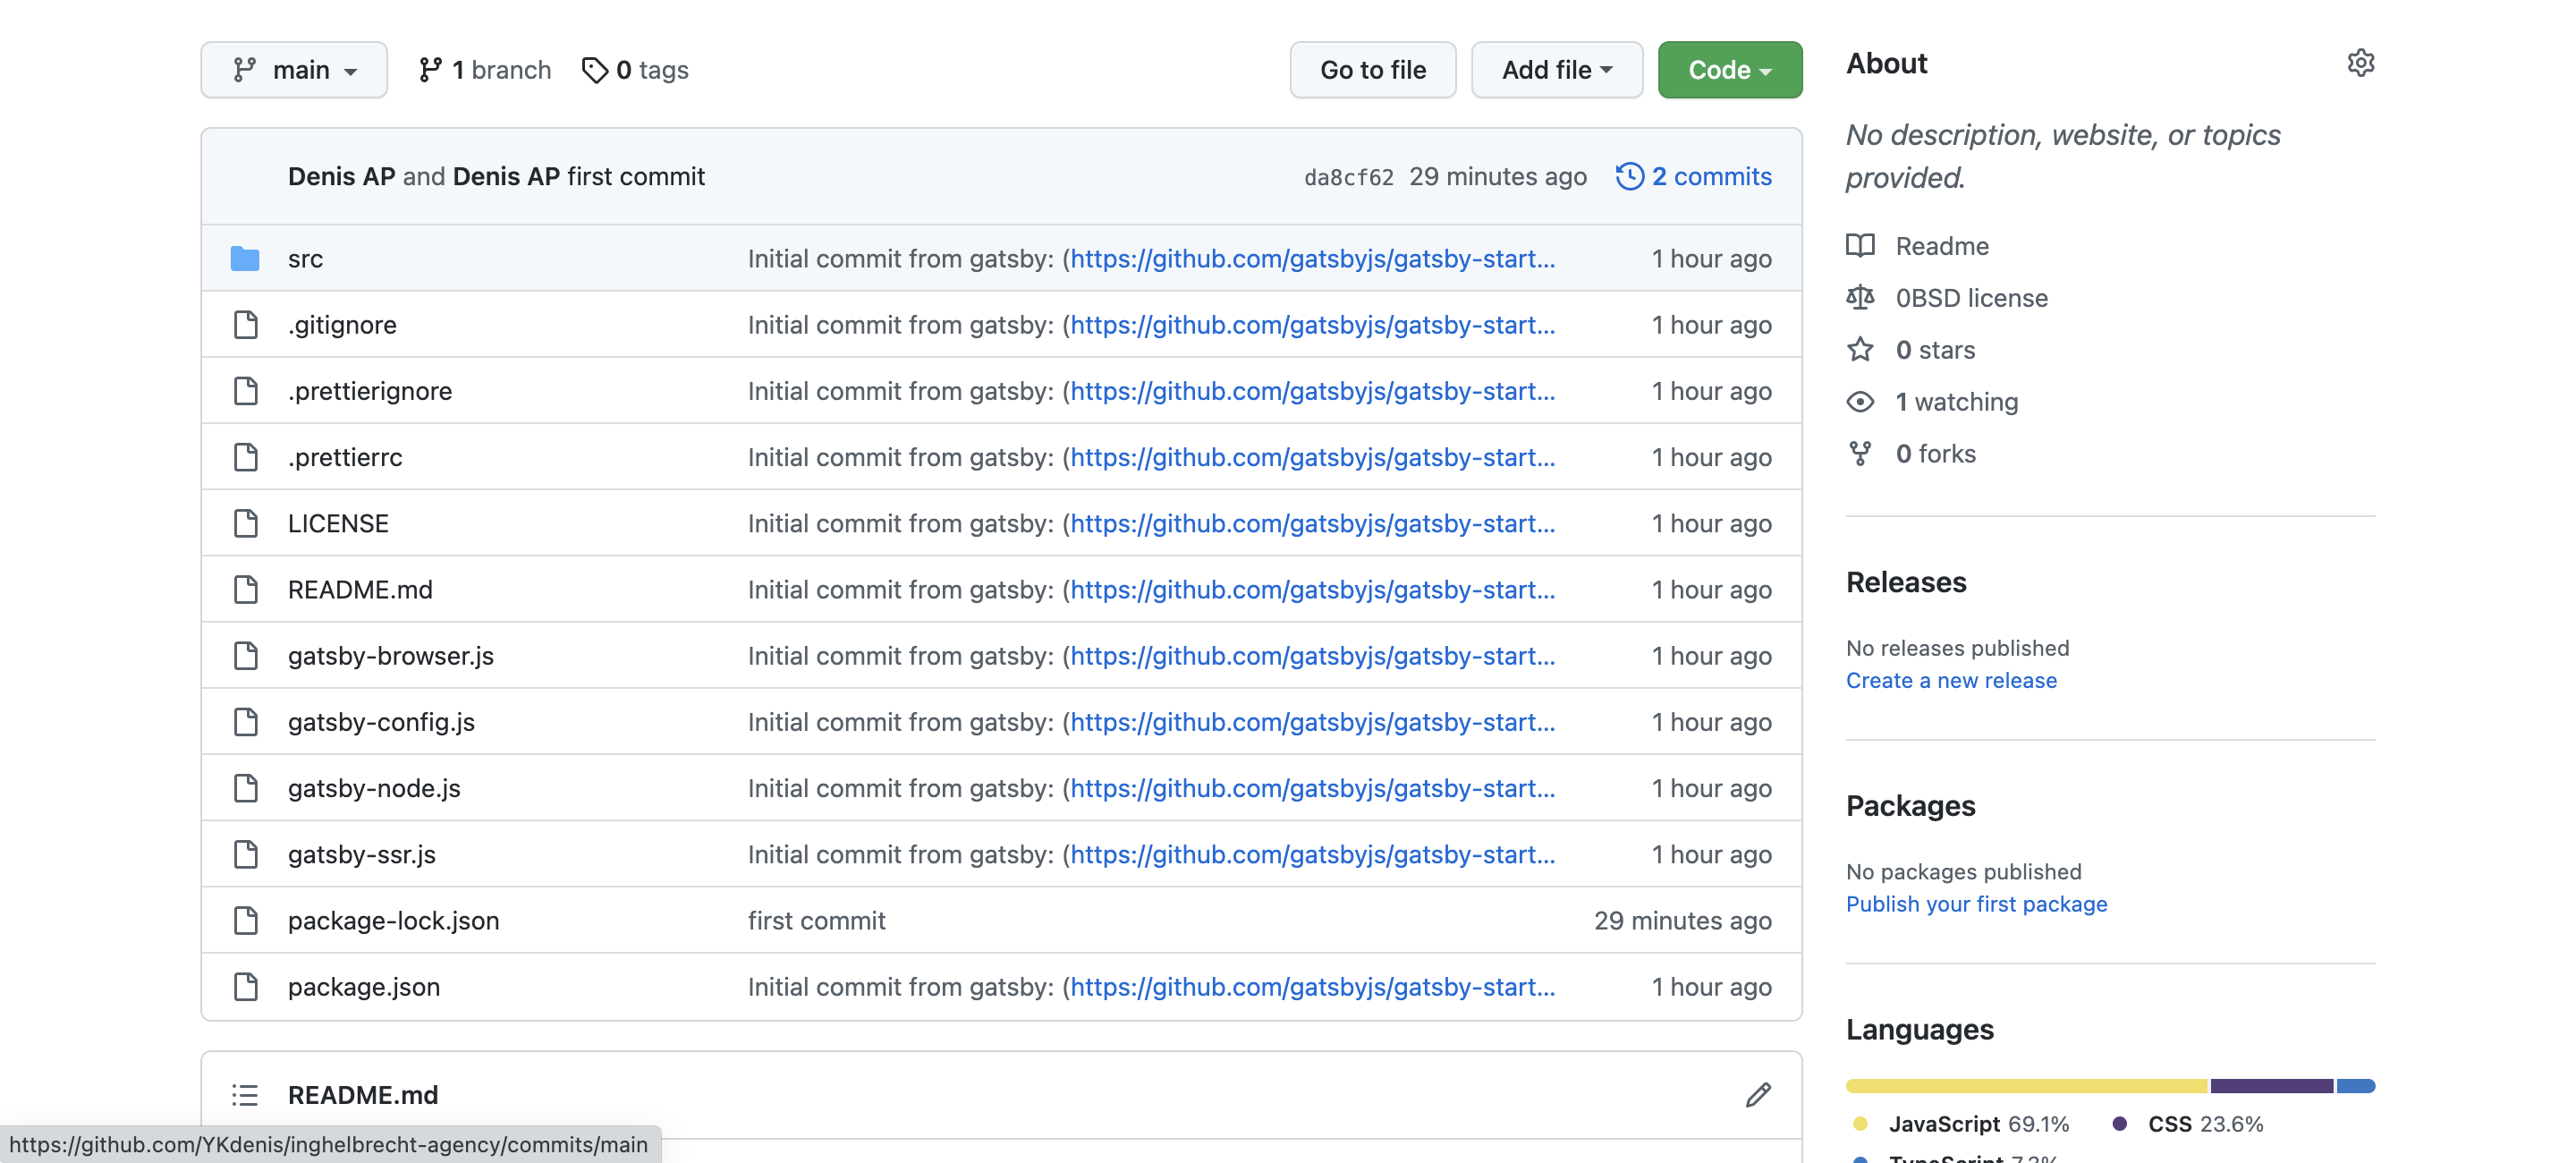 main
1 branch
0 tags
Go to file
Add file
Code
Denis AP and Denis AP first commit
da8cf62 29 minutes ago
2 commits
src Initial commit from gatsby: (https://github.com/gatsbyjs/gatsby-start... 1 hour ago
.gitignore Initial commit from gatsby: (https://github.com/gatsbyjs/gatsby-start... 1 hour ago
.prettierignore Initial commit from gatsby: (https://github.com/gatsbyjs/gatsby-start... 1 hour ago
.prettierrc Initial commit from gatsby: (https://github.com/gatsbyjs/gatsby-start... 1 hour ago
LICENSE Initial commit from gatsby: (https://github.com/gatsbyjs/gatsby-start... 1 hour ago
README.md Initial commit from gatsby: (https://github.com/gatsbyjs/gatsby-start... 1 hour ago
gatsby-browser.js Initial commit from gatsby: (https://github.com/gatsbyjs/gatsby-start... 1 hour ago
gatsby-config.js Initial commit from gatsby: (https://github.com/gatsbyjs/gatsby-start... 1 hour ago
gatsby-node.js Initial commit from gatsby: (https://github.com/gatsbyjs/gatsby-start... 1 hour ago
gatsby-ssr.js Initial commit from gatsby: (https://github.com/gatsbyjs/gatsby-start... 1 hour ago
package-lock.json first commit 29 minutes ago
package.json Initial commit from gatsby: (https://github.com/gatsbyjs/gatsby-start... 1 hour ago
README.md
https://github.com/YKdenis/inghelbrecht-agency/commits/main
About
No description, website, or topics
provided.
Readme
0BSD license
0 stars
1 watching
0 forks
Releases
No releases published
Create a new release
Packages
No packages published
Publish your first package
Languages
JavaScript 69.1%
CSS 23.6%
TypeScript 7.3%